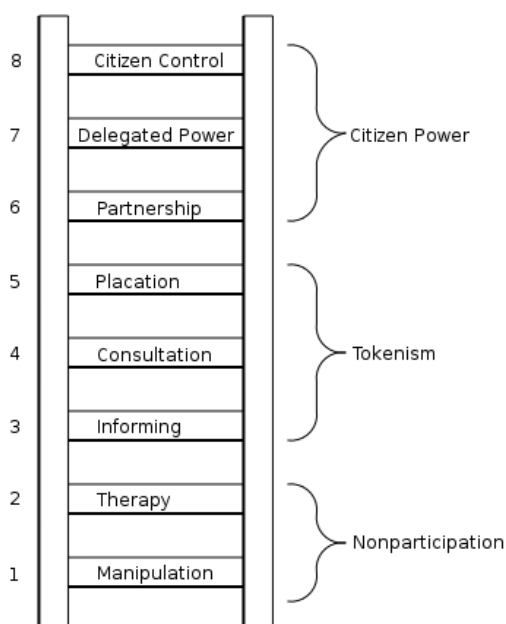 8 Citizen Control
7 Delegated Power Citizen Power
6 Partnership
5 Placation
4 Consultation Tokenism
3 Informing
2 Therapy
Nonparticipation
1 Manipulation